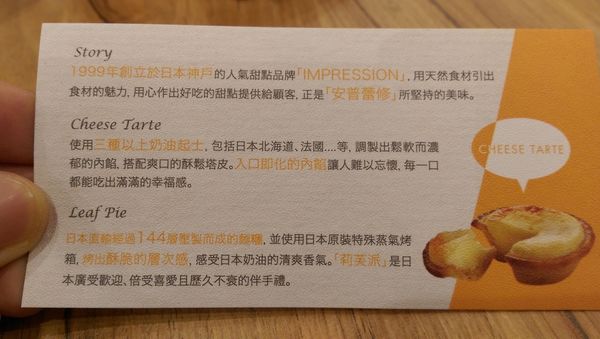 Story
1999年創立於日本神戶的人氣甜點品牌「IMPRESSION」, 用天然食材引出
食材的魅力, 用心作出好吃的甜點提供給顧客, 正是「安普蕾修」所堅持的美味。
Cheese Tarte
使用三種以上奶油起士, 包括日本北海道、法國....等, 調製出鬆軟而濃
郁的內餡, 搭配爽口的酥鬆塔皮。入口即化的內餡讓人難以忘懷, 每一口
都能吃出滿滿的幸福感。
CHEESE TARTE
Leaf Pie
日本直輸經過144層壓製而成的麵糰, 並使用日本原裝特殊蒸氣烤
箱, 烤出酥脆的層次感, 感受日本奶油的清爽香氣。「莉芙派」是日
本廣受歡迎、倍受喜愛且歷久不衰的伴手禮。